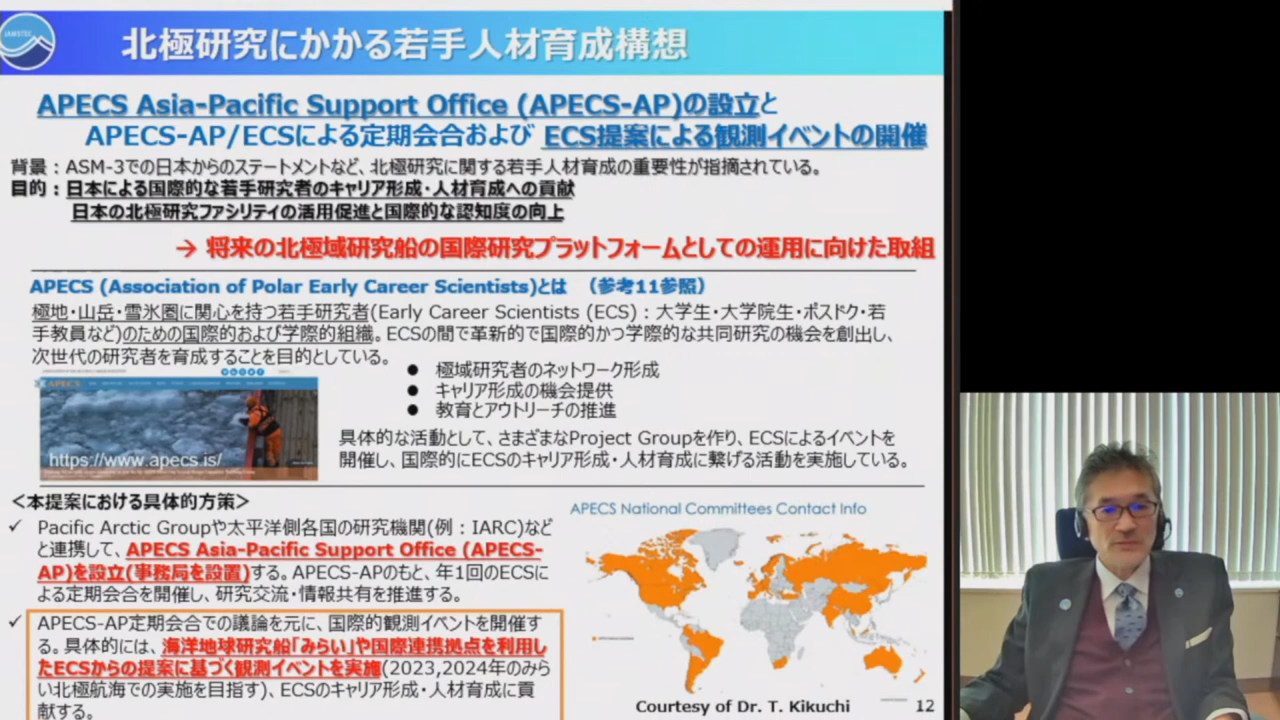 JAMSTEC
北極研究にかかる若手人材育成構想
APECS Asia-Pacific Support Office (APECS-AP)の設立と
APECS-AP/ECSによる定期会合および ECS提案による観測イベントの開催
背景：ASM-3での日本からのステートメントなど、北極研究に関する若手人材育成の重要性が指摘されている。
目的：日本による国際的な若手研究者のキャリア形成・人材育成への貢献
日本の北極研究ファシリティの活用促進と国際的な認知度の向上
→ 将来の北極域研究船の国際研究プラットフォームとしての運用に向けた取組
APECS (Association of Polar Early Career Scientists)とは （参考11参照）
極地・山岳・雪氷圏に関心を持つ若手研究者(Early Career Scientists (ECS)：大学生・大学院生・ポスドク・若
手教員など)のための国際的および学際的組織。ECSの間で革新的で国際的かつ学際的な共同研究の機会を創出し、
次世代の研究者を育成することを目的としている。
● 極域研究者のネットワーク形成
● キャリア形成の機会提供
● 教育とアウトリーチの推進
APECS
https://www.apecs.is/
具体的な活動として、さまざまなProject Groupを作り、ECSによるイベントを
開催し、国際的にECSのキャリア形成・人材育成に繋げる活動を実施している。
＜本提案における具体的方策＞
✓ Pacific Arctic Groupや太平洋側各国の研究機関(例：IARC)など
と連携して、APECS Asia-Pacific Support Office (APECS-
AP)を設立(事務局を設置)する。APECS-APのもと、年1回のECSに
よる定期会合を開催し、研究交流・情報共有を推進する。
✓ APECS-AP定期会合での議論を元に、国際的観測イベントを開催す
る。具体的には、海洋地球研究船「みらい」や国際連携拠点を利用し
たECSからの提案に基づく観測イベントを実施(2023,2024年のみら
い北極航海での実施を目指す)、ECSのキャリア形成・人材育成に貢
献する。
APECS National Committees Contact Info
Courtesy of Dr. T. Kikuchi
12